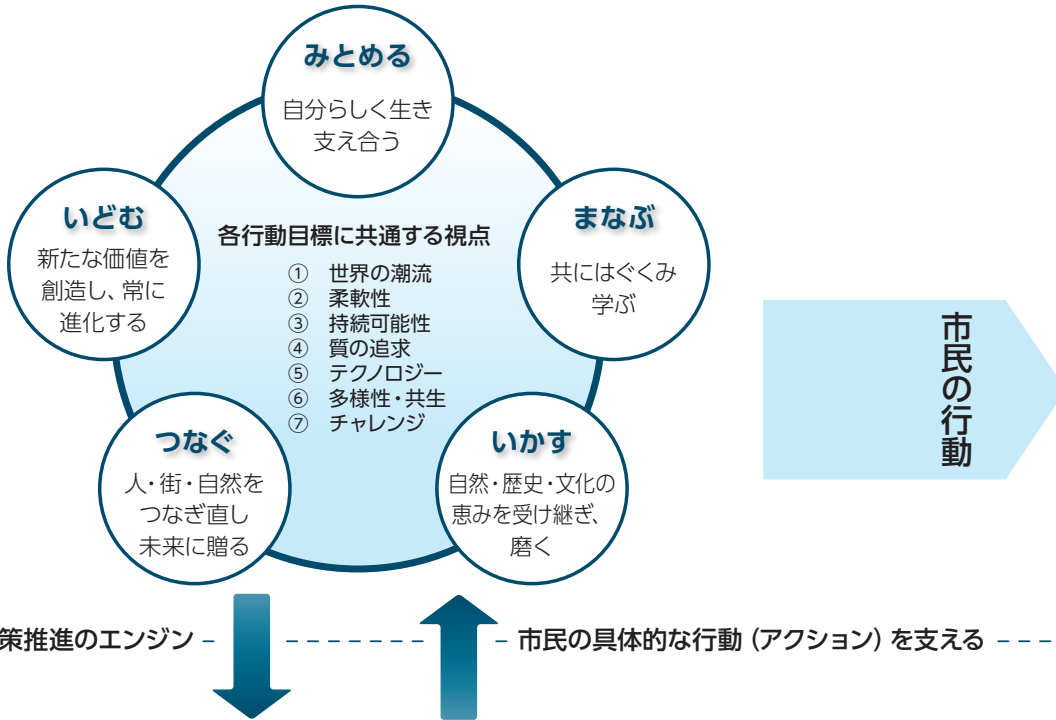 みとめる
自分らしく生き
支え合う
いどむ
新たな価値を
創造し、常に
進化する
まなぶ
共にはぐくみ
学ぶ
各行動目標に共通する視点
① 世界の潮流
② 柔軟性
③ 持続可能性
④ 質の追求
⑤ テクノロジー
⑥ 多様性・共生
⑦ チャレンジ
つなぐ
人・街・自然を
つなぎ直し
未来に贈る
いかす
自然・歴史・文化の
恵みを受け継ぎ、
磨く
市民の行動
策推進のエンジン
市民の具体的な行動（アクション）を支える